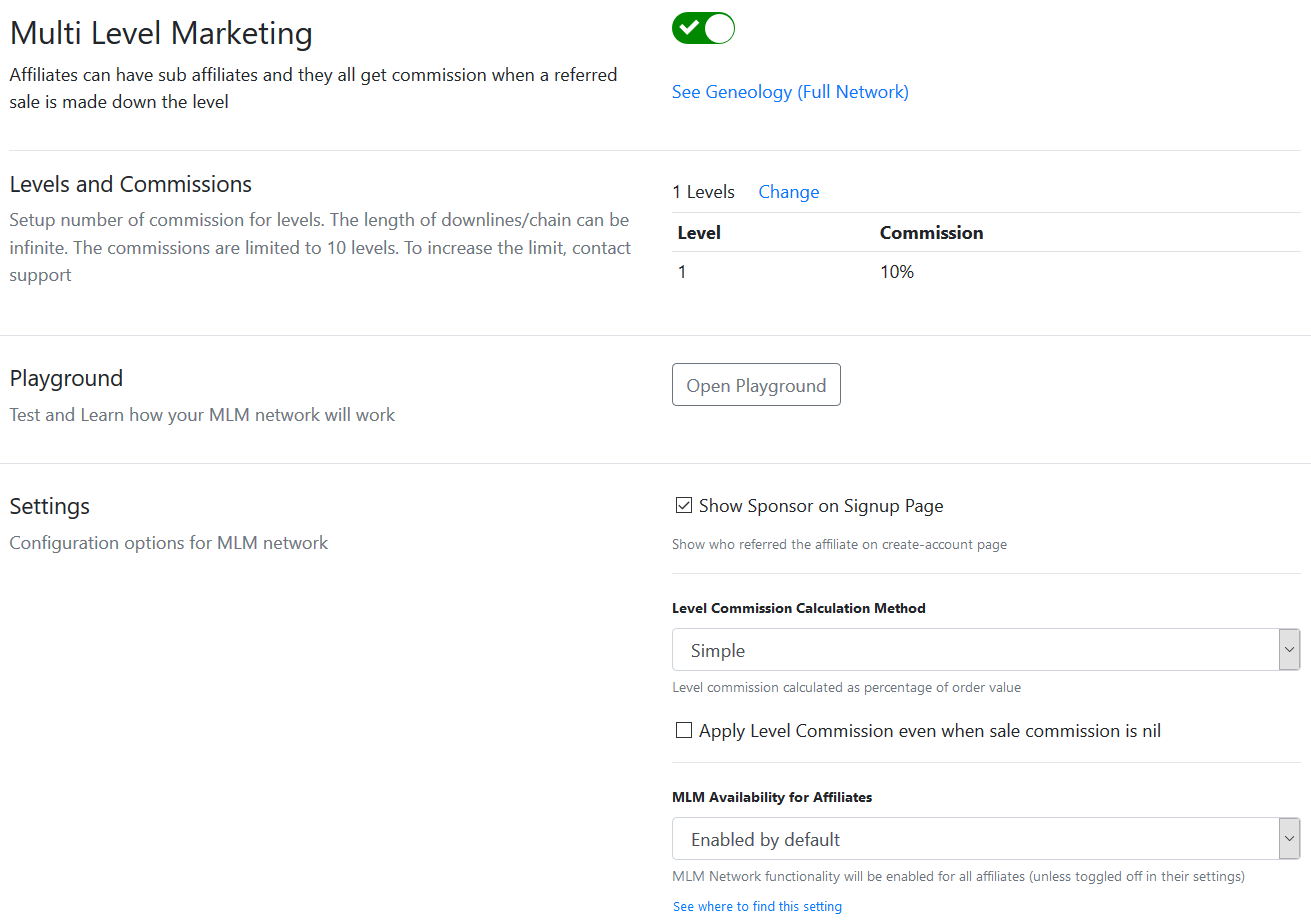 Multi Level Marketing
Affiliates can have sub affiliates and they all get commission when a referred
sale is made down the level
See Geneology (Full Network)
Levels and Commissions
Setup number of commission for levels. The length of downlines/chain can be
infinite. The commissions are limited to 10 levels. To increase the limit, contact
support
1 Levels Change
Level Commission
1 10%
Playground
Test and Learn how your MLM network will work
Open Playground
Settings
Configuration options for MLM network
Show Sponsor on Signup Page
Show who referred the affiliate on create-account page
Level Commission Calculation Method
Simple
Level commission calculated as percentage of order value
Apply Level Commission even when sale commission is nil
MLM Availability for Affiliates
Enabled by default
MLM Network functionality will be enabled for all affiliates (unless toggled off in their settings)
See where to find this setting